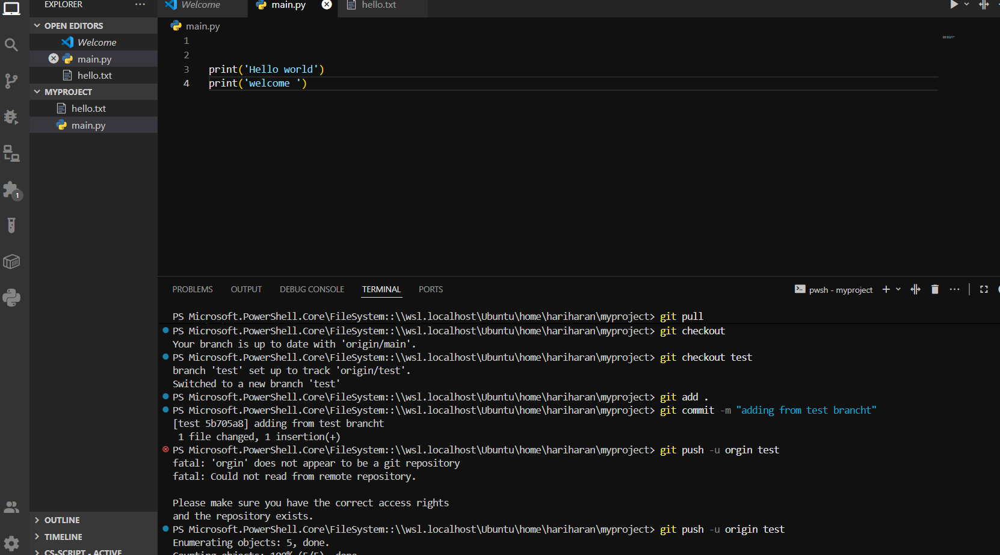 EXPLORER
Welcome
main.py
hello.txt
OPEN EDITORS
Welcome
main.py
hello.txt
MYPROJECT
hello.txt
main.py
1
OUTLINE
TIMELINE
CS-SCRIPT - ACTIVE
main.py
1
2
3 print('Hello world')
4 print('welcome ')
PROBLEMS OUTPUT DEBUG CONSOLE TERMINAL PORTS
pwsh - myproject
PS Microsoft.PowerShell.Core\FileSystem::\\wsl.localhost\Ubuntu\home\hariharan\myproject> git pull
PS Microsoft.PowerShell.Core\FileSystem::\\wsl.localhost\Ubuntu\home\hariharan\myproject> git checkout
Your branch is up to date with 'origin/main'.
PS Microsoft.PowerShell.Core\FileSystem::\\wsl.localhost\Ubuntu\home\hariharan\myproject> git checkout test
branch 'test' set up to track 'origin/test'.
Switched to a new branch 'test'
PS Microsoft.PowerShell.Core\FileSystem::\\wsl.localhost\Ubuntu\home\hariharan\myproject> git add .
PS Microsoft.PowerShell.Core\FileSystem::\\wsl.localhost\Ubuntu\home\hariharan\myproject> git commit -m "adding from test brancht"
[test 5b705a8] adding from test brancht
1 file changed, 1 insertion(+)
PS Microsoft.PowerShell.Core\FileSystem::\\wsl.localhost\Ubuntu\home\hariharan\myproject> git push -u orgin test
fatal: 'orgin' does not appear to be a git repository
fatal: Could not read from remote repository.
Please make sure you have the correct access rights
and the repository exists.
PS Microsoft.PowerShell.Core\FileSystem::\\wsl.localhost\Ubuntu\home\hariharan\myproject> git push -u origin test
Enumerating objects: 5, done.
Counting objects: 100% (5/5), done.